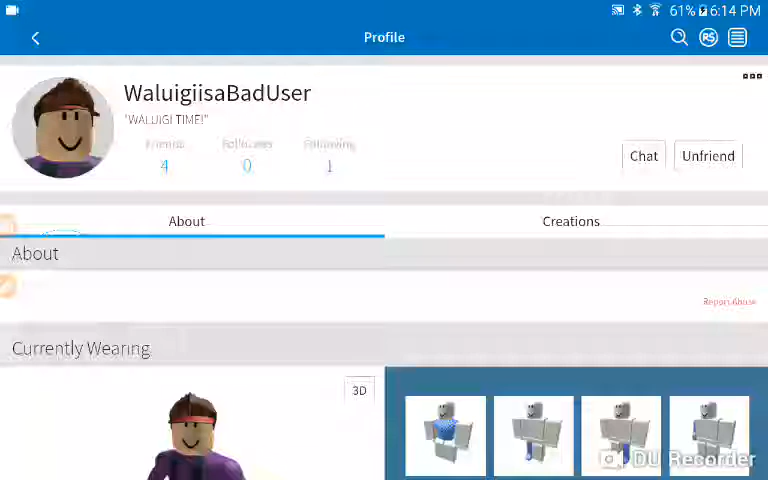 61% 6:14 PM
Profile
WaluigiisaBadUser
"WALUIGI TIME!"
Friends Followers Following
4 0 1
Chat Unfriend
About Creations
About
Report Abuse
Currently Wearing
3D
DU Recorder